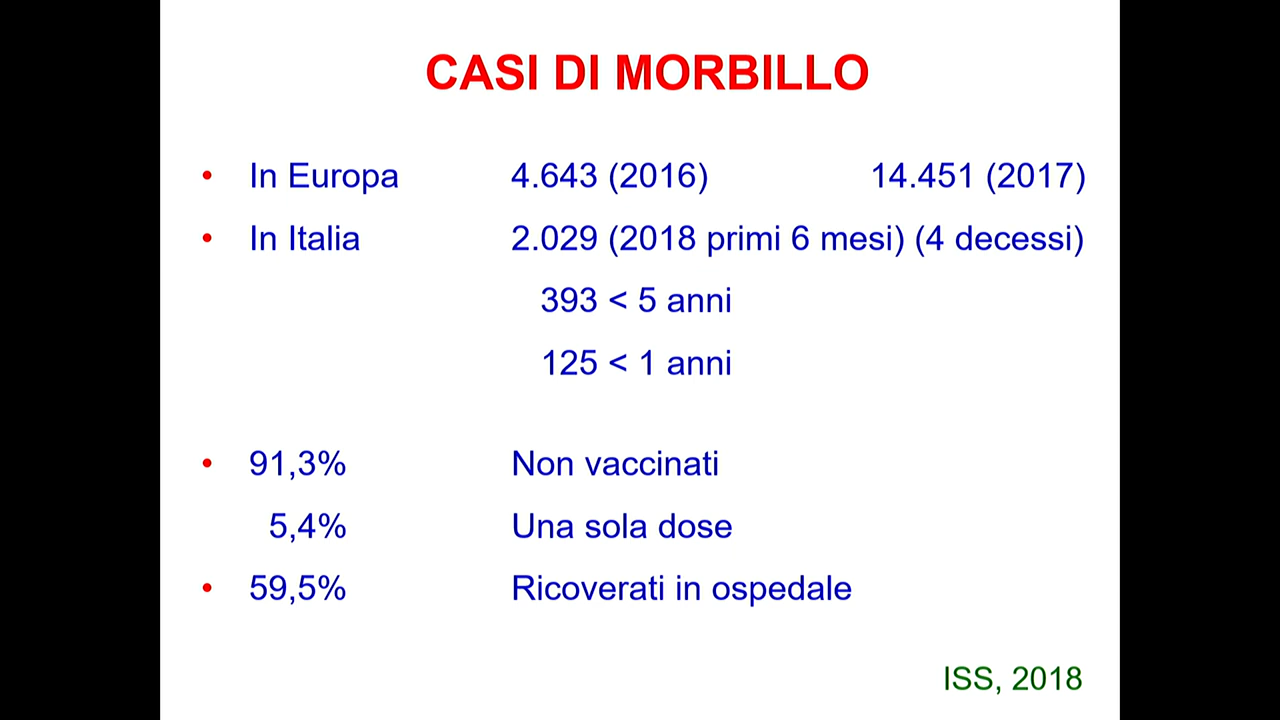 CASI DI MORBILLO
• In Europa 4.643 (2016) 14.451 (2017)
• In Italia 2.029 (2018 primi 6 mesi) (4 decessi)
393 < 5 anni
125 < 1 anni
• 91,3% Non vaccinati
5,4% Una sola dose
• 59,5% Ricoverati in ospedale
ISS, 2018